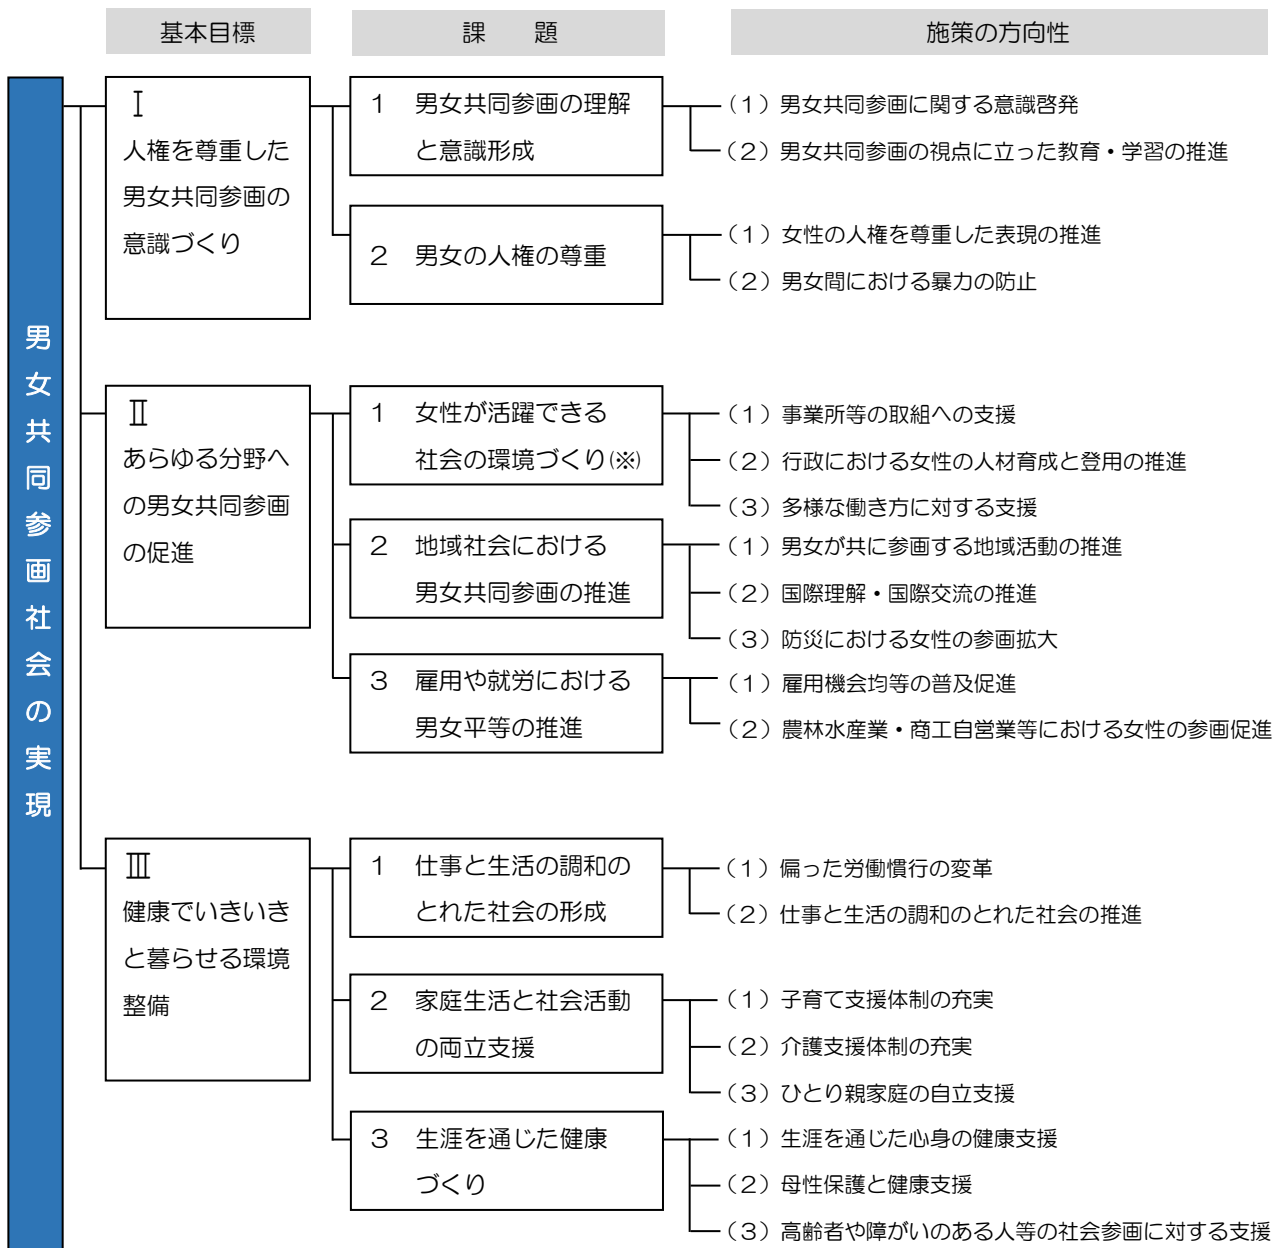 基本目標
課　　題
施策の方向性
男女共同参画社会の実現
Ⅰ
人権を尊重した
男女共同参画の
意識づくり
１　男女共同参画の理解
と意識形成
（１）男女共同参画に関する意識啓発
（２）男女共同参画の視点に立った教育・学習の推進
２　男女の人権の尊重
（１）女性の人権を尊重した表現の推進
（２）男女間における暴力の防止
Ⅱ
あらゆる分野へ
の男女共同参画
の促進
１　女性が活躍できる
社会の環境づくり(※)
（１）事業所等の取組への支援
（２）行政における女性の人材育成と登用の推進
（３）多様な働き方に対する支援
２　地域社会における
男女共同参画の推進
（１）男女が共に参画する地域活動の推進
（２）国際理解・国際交流の推進
（３）防災における女性の参画拡大
３　雇用や就労における
男女平等の推進
（１）雇用機会均等の普及促進
（２）農林水産業・商工自営業等における女性の参画促進
Ⅲ
健康でいきいき
と暮らせる環境
整備
１　仕事と生活の調和の
とれた社会の形成
（１）偏った労働慣行の変革
（２）仕事と生活の調和のとれた社会の推進
２　家庭生活と社会活動
の両立支援
（１）子育て支援体制の充実
（２）介護支援体制の充実
（３）ひとり親家庭の自立支援
３　生涯を通じた健康
づくり
（１）生涯を通じた心身の健康支援
（２）母性保護と健康支援
（３）高齢者や障がいのある人等の社会参画に対する支援